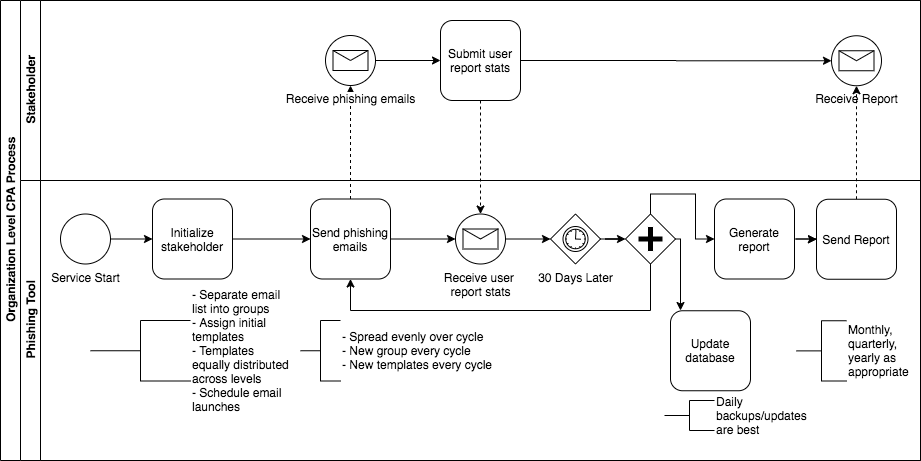 Organization Level CPA Process
Stakeholder
Receive phishing emails
Submit user
report stats
Receive Report
Phishing Tool
Service Start
Initialize
stakeholder
Send phishing
emails
Receive user
report stats
30 Days Later
Generate
report
Send Report
Update
database
- Separate email
list into groups
- Assign initial
templates
- Templates
equally distributed
across levels
- Schedule email
launches
- Spread evenly over cycle
- New group every cycle
- New templates every cycle
Daily
backups/updates
are best
Monthly,
quarterly,
yearly as
appropriate